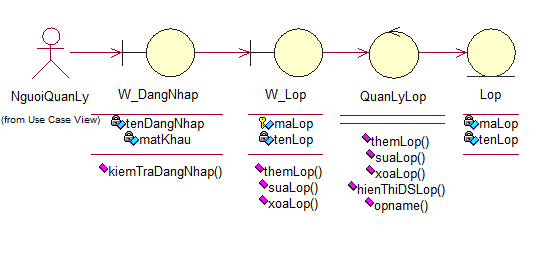 NguoiQuanLy
(from Use Case View)
W_DangNhap
tenDangNhap
matKhau
kiemTraDangNhap()
W_Lop
maLop
tenLop
themLop()
suaLop()
xoaLop()
QuanLyLop
themLop()
suaLop()
xoaLop()
hienThiDSLop()
opname()
Lop
maLop
tenLop